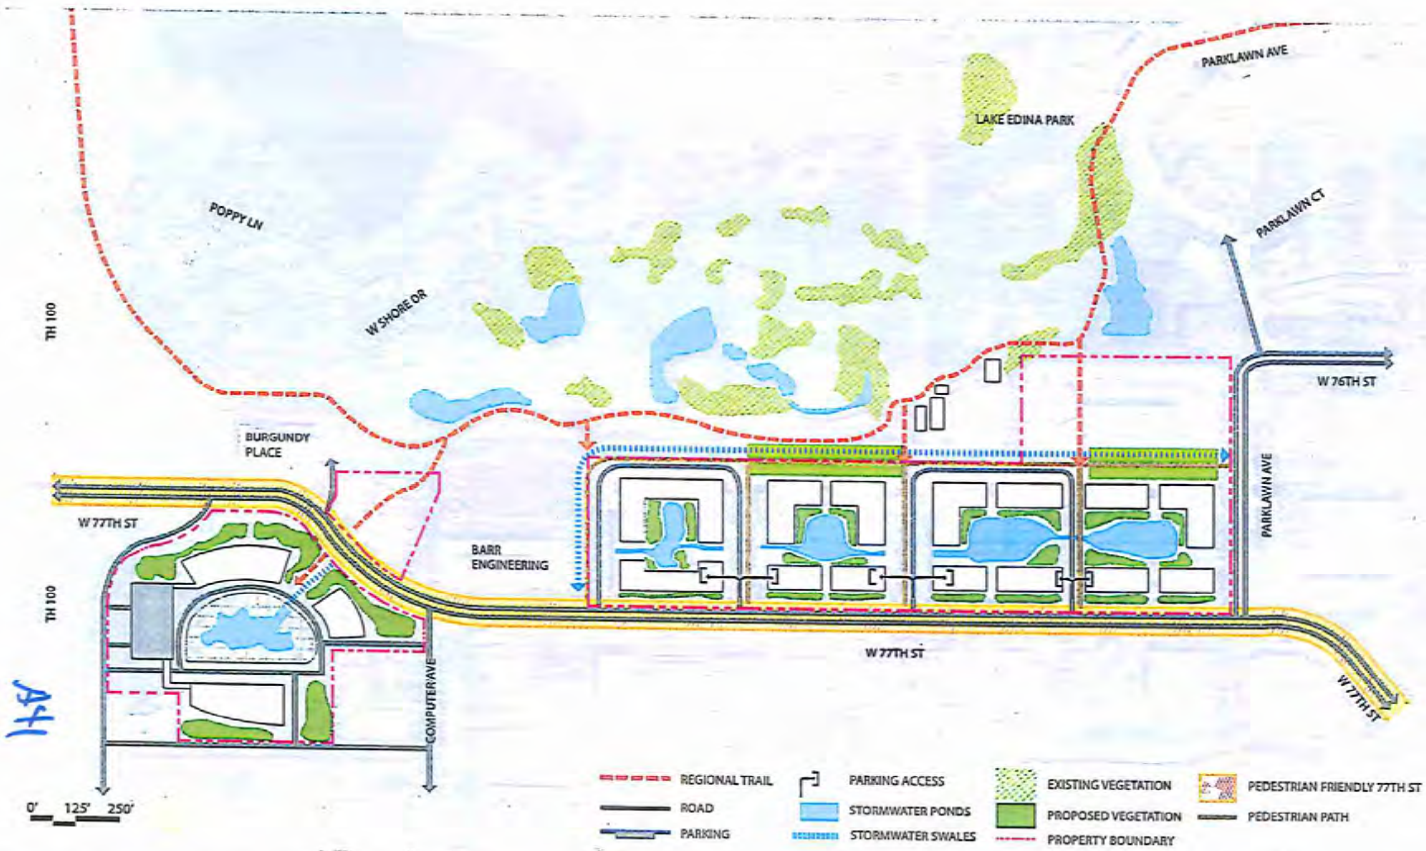 PARKLAWN AVE
LAKE EDINA PARK
POPPY LN
PARKLAWN CT
W SHORE DR
TH 100
W 76TH ST
BURGUNDY
PLACE
PARKLAWN AVE
W 77TH ST
BARR
ENGINEERING
TH 100
W 77TH ST
COMPUTER AVE
W 77TH ST
A41
0' 125' 250'
REGIONAL TRAIL
ROAD
PARKING
PARKING ACCESS
STORMWATER PONDS
STORMWATER SWALES
EXISTING VEGETATION
PROPOSED VEGETATION
PROPERTY BOUNDARY
PEDESTRIAN FRIENDLY 77TH ST
PEDESTRIAN PATH